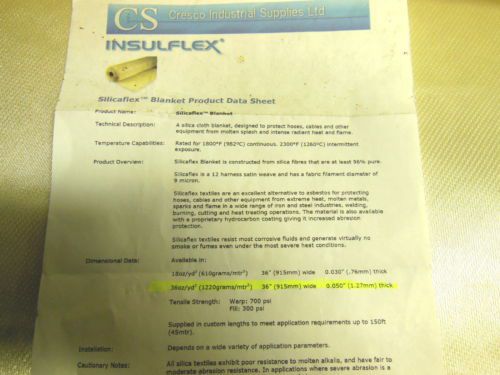 CS Cresco Industrial Supplies Ltd
INSULFLEX®
Silicaflex™ Blanket Product Data Sheet
Product Name: Silicaflex™ Blanket
Technical Description: A silica cloth blanket, designed to protect hoses, cables and other
equipment from molten splash and intense radiant heat and flame.
Temperature Capabilities: Rated for 1800°F (982°C) continuous. 2300°F (1260°C) intermittent
exposure.
Product Overview: Silicaflex Blanket is constructed from silica fibres that are at least 96% pure.
Silicaflex is a 12 harness satin weave and has a fabric filament diameter of
9 micron.
Silicaflex textiles are an excellent alternative to asbestos for protecting
hoses, cables and other equipment from extreme heat, molten metals,
sparks and flame in a wide range of iron and steel industries, welding,
burning, cutting and heat treating operations. The material is also available
with a proprietary hydrocarbon coating giving it increased abrasion
protection.
Silicaflex textiles resist most corrosive fluids and generate virtually no
smoke or fumes even under the most severe heat conditions.
Dimensional Data: Available in:
18oz/yd² (610grams/mtr²) 36" (915mm) wide 0.030" (.76mm) thick
36oz/yd² (1220grams/mtr²) 36" (915mm) wide 0.050" (1.27mm) thick
Tensile Strength: Warp: 700 psi
Fill: 300 psi
Supplied in custom lengths to meet application requirements up to 150ft
(45mtr).
Installation: Depends on a wide variety of application parameters.
Cautionary Notes: All silica textiles exhibit poor resistance to molten alkalis, and have fair to
moderate abrasion resistance. In applications where severe abrasion is a